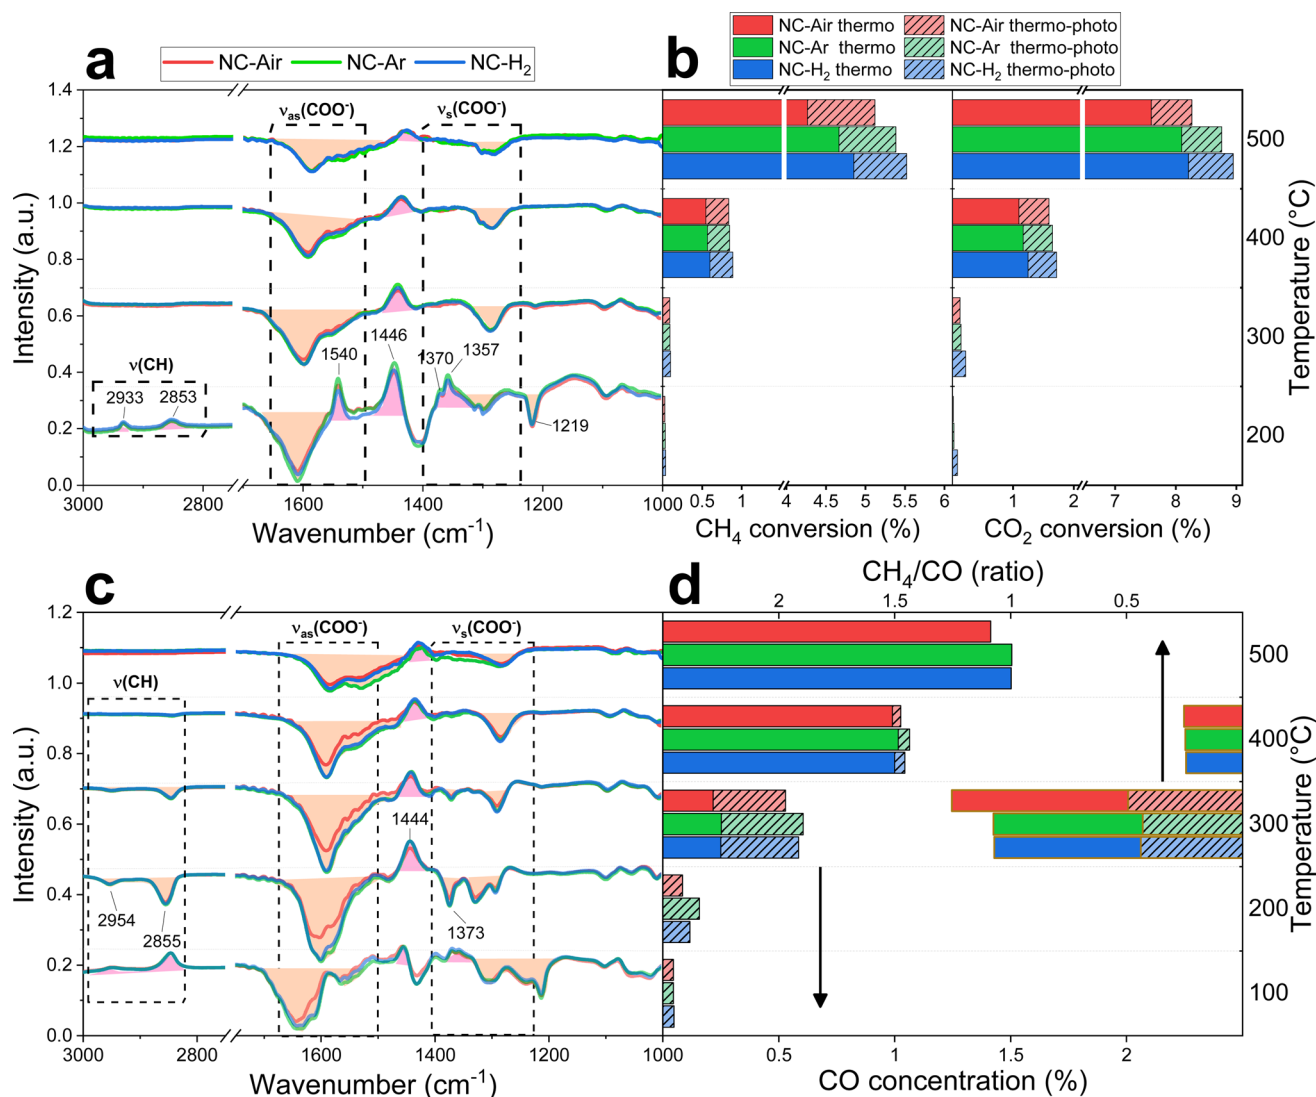 a
NC-Air NC-Ar NC-H₂
b
NC-Air thermo NC-Air thermo-photo
NC-Ar thermo NC-Ar thermo-photo
NC-H₂ thermo NC-H₂ thermo-photo
1.4
1.2
1.0
0.8
0.6
0.4
0.2
0.0
Intensity (a.u.)
νas(COO⁻)
νs(COO⁻)
ν(CH)
2933
2853
1540
1446
1370
1357
1219
3000 2800 1600 1400 1200 1000
Wavenumber (cm⁻¹)
0.5 1 4 4.5 5 5.5 6
CH₄ conversion (%)
1 2 7 8 9
CO₂ conversion (%)
500
400
300
200
Temperature (°C)
c
1.2
1.0
0.8
0.6
0.4
0.2
0.0
Intensity (a.u.)
νas(COO⁻)
νs(COO⁻)
ν(CH)
2954
2855
1444
1373
3000 2800 1600 1400 1200 1000
Wavenumber (cm⁻¹)
d
CH₄/CO (ratio)
2 1.5 1 0.5
500
400
300
200
100
Temperature (°C)
0.5 1 1.5 2
CO concentration (%)